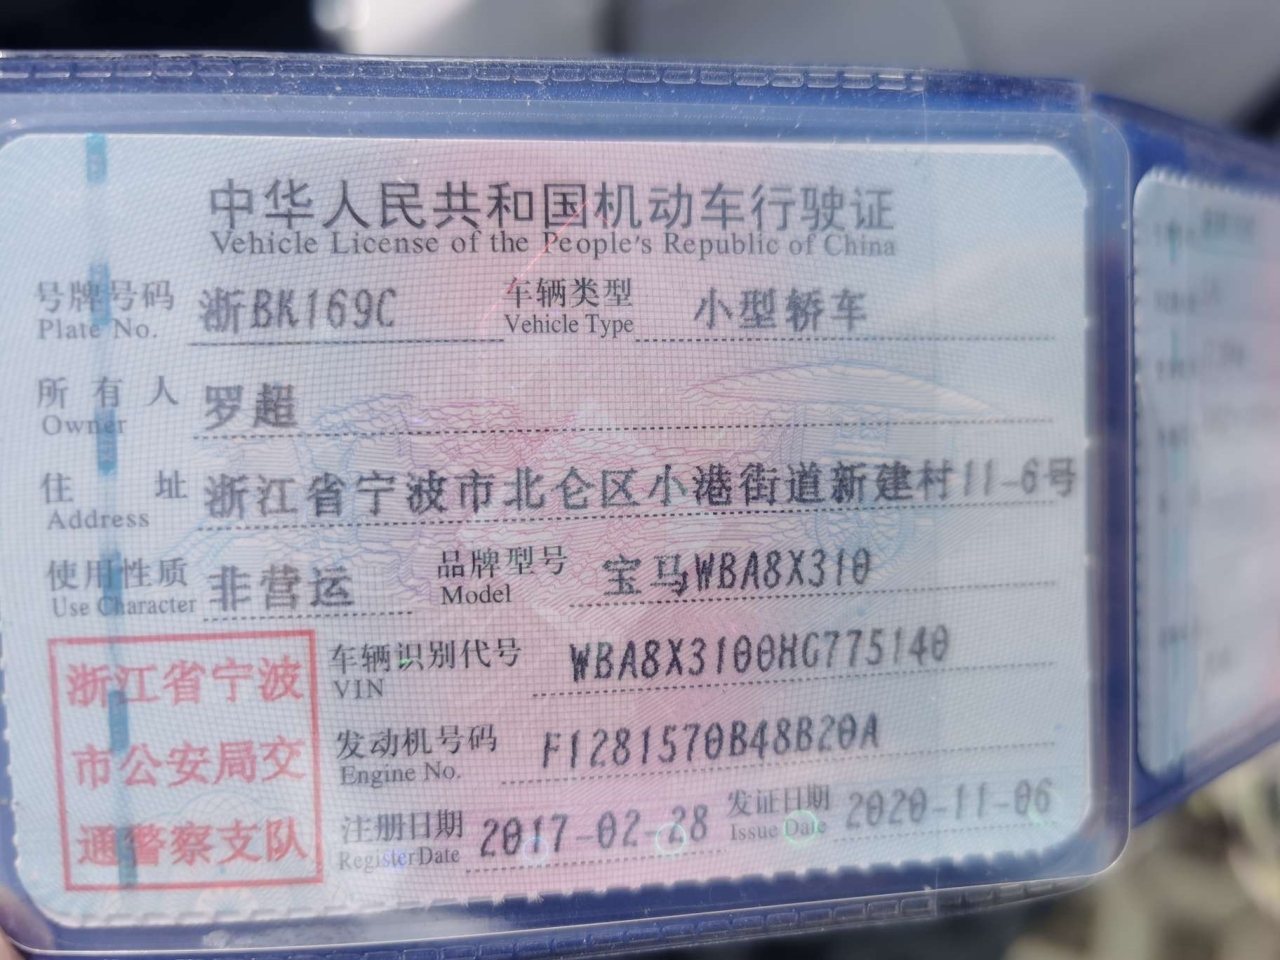 中华人民共和国机动车行驶证
Vehicle License of the People's Republic of China
号牌号码 浙BK169C 车辆类型 小型轿车
Plate No. Vehicle Type
所有人 罗超
Owner
住址 浙江省宁波市北仑区小港街道新建村11-6号
Address
使用性质 非营运 品牌型号 宝马WBA8X310
Use Character Model
浙江省宁波
市公安局交
通警察支队
车辆识别代号 WBA8X3100HG775140
VIN
发动机号码 F1281570B48B20A
Engine No.
注册日期 2017-02-28 发证日期 2020-11-06
Register Date Issue Date